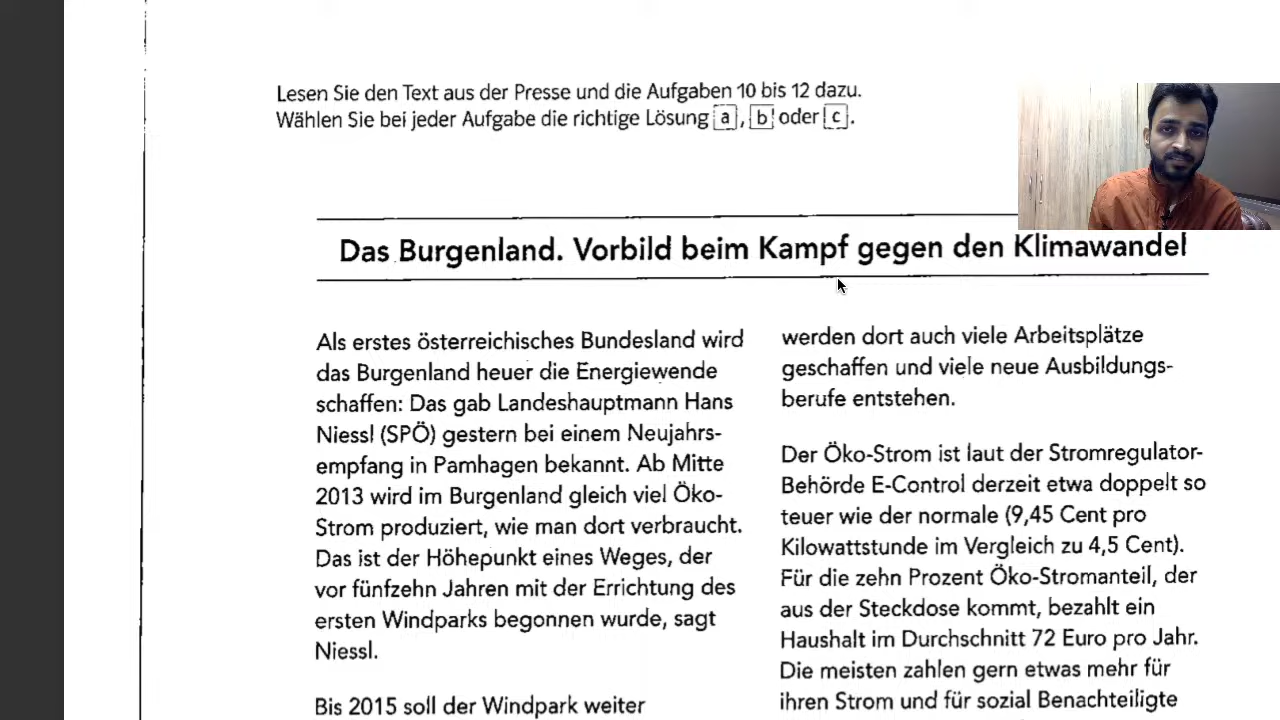 Lesen Sie den Text aus der Presse und die Aufgaben 10 bis 12 dazu.
Wählen Sie bei jeder Aufgabe die richtige Lösung a, b oder c.
Das Burgenland. Vorbild beim Kampf gegen den Klimawandel
Als erstes österreichisches Bundesland wird
das Burgenland heuer die Energiewende
schaffen: Das gab Landeshauptmann Hans
Niessl (SPÖ) gestern bei einem Neujahrs-
empfang in Pamhagen bekannt. Ab Mitte
2013 wird im Burgenland gleich viel Öko-
Strom produziert, wie man dort verbraucht.
Das ist der Höhepunkt eines Weges, der
vor fünfzehn Jahren mit der Errichtung des
ersten Windparks begonnen wurde, sagt
Niessl.
Bis 2015 soll der Windpark weiter
werden dort auch viele Arbeitsplätze
geschaffen und viele neue Ausbildungs-
berufe entstehen.
Der Öko-Strom ist laut der Stromregulator-
Behörde E-Control derzeit etwa doppelt so
teuer wie der normale (9,45 Cent pro
Kilowattstunde im Vergleich zu 4,5 Cent).
Für die zehn Prozent Öko-Stromanteil, der
aus der Steckdose kommt, bezahlt ein
Haushalt im Durchschnitt 72 Euro pro Jahr.
Die meisten zahlen gern etwas mehr für
ihren Strom und für sozial Benachteiligte